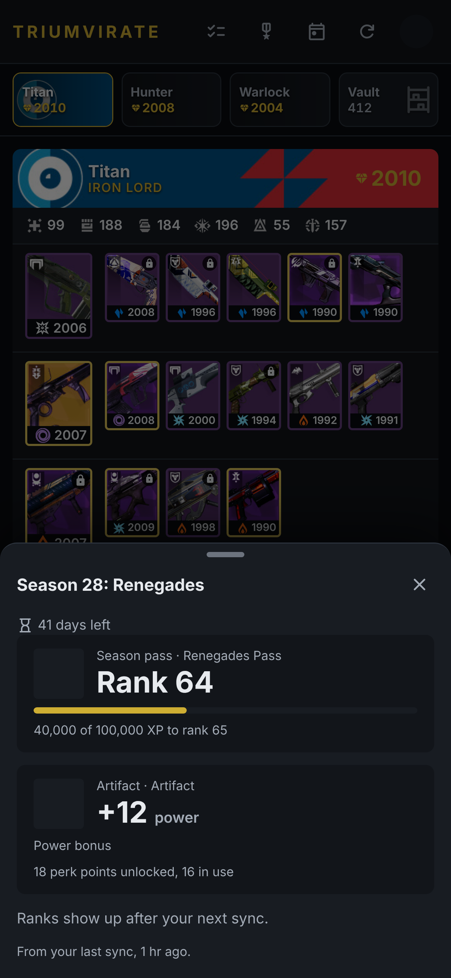 TRIUMVIRATE
Titan
2010
Hunter
2008
Warlock
2004
Vault
412
Titan
IRON LORD
2010
99 188 184 196 55 157
2006
2008 1996 1996 1990 1990
2007
2008 2000 1994 1992 1991
2007
2009 1998 1990
Season 28: Renegades
41 days left
Season pass · Renegades Pass
Rank 64
40,000 of 100,000 XP to rank 65
Artifact · Artifact
+12 power
Power bonus
18 perk points unlocked, 16 in use
Ranks show up after your next sync.
From your last sync, 1 hr ago.